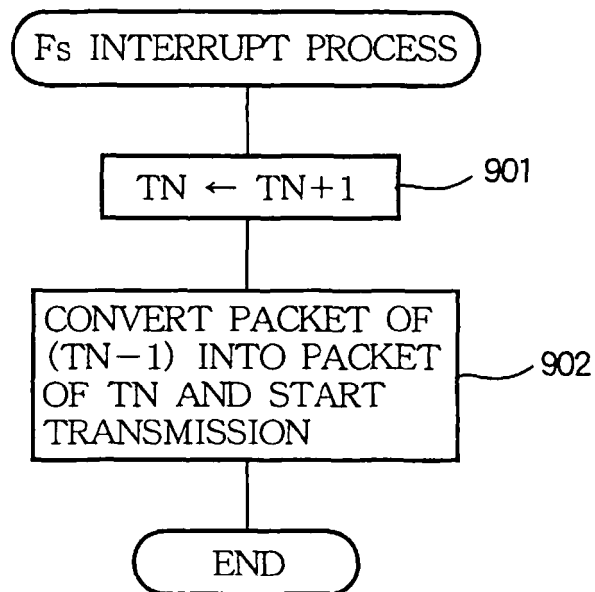 Fs INTERRUPT PROCESS
TN ← TN+1
901
CONVERT PACKET OF
(TN−1) INTO PACKET
OF TN AND START
TRANSMISSION
902
END